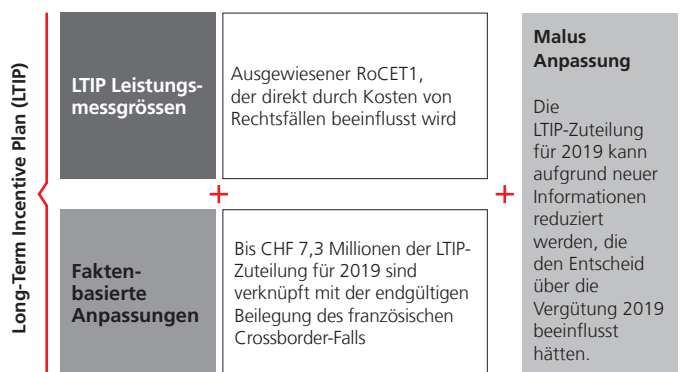 Long-Term Incentive Plan (LTIP)
LTIP Leistungs-
messgrössen
Ausgewiesener RoCET1,
der direkt durch Kosten von
Rechtsfällen beeinflusst wird
+
Fakten-
basierte
Anpassungen
Bis CHF 7,3 Millionen der LTIP-
Zuteilung für 2019 sind
verknüpft mit der endgültigen
Beilegung des französischen
Crossborder-Falls
+
Malus
Anpassung
Die
LTIP-Zuteilung
für 2019 kann
aufgrund neuer
Informationen
reduziert
werden, die
den Entscheid
über die
Vergütung 2019
beeinflusst
hätten.